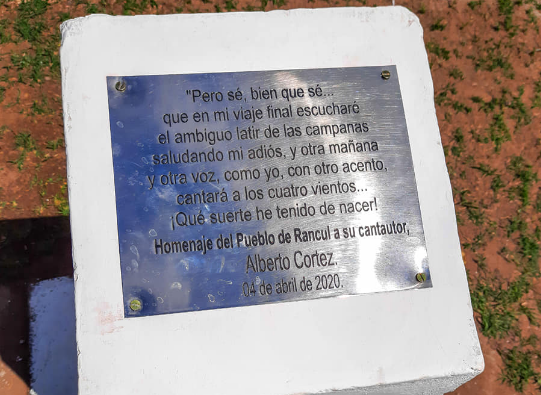 "Pero sé, bien que sé...
que en mi viaje final escucharé
el ambiguo latir de las campanas
saludando mi adiós, y otra mañana
y otra voz, como yo, con otro acento,
cantará a los cuatro vientos...
¡Qué suerte he tenido de nacer!
Homenaje del Pueblo de Rancul a su cantautor,
Alberto Cortez.
04 de abril de 2020.